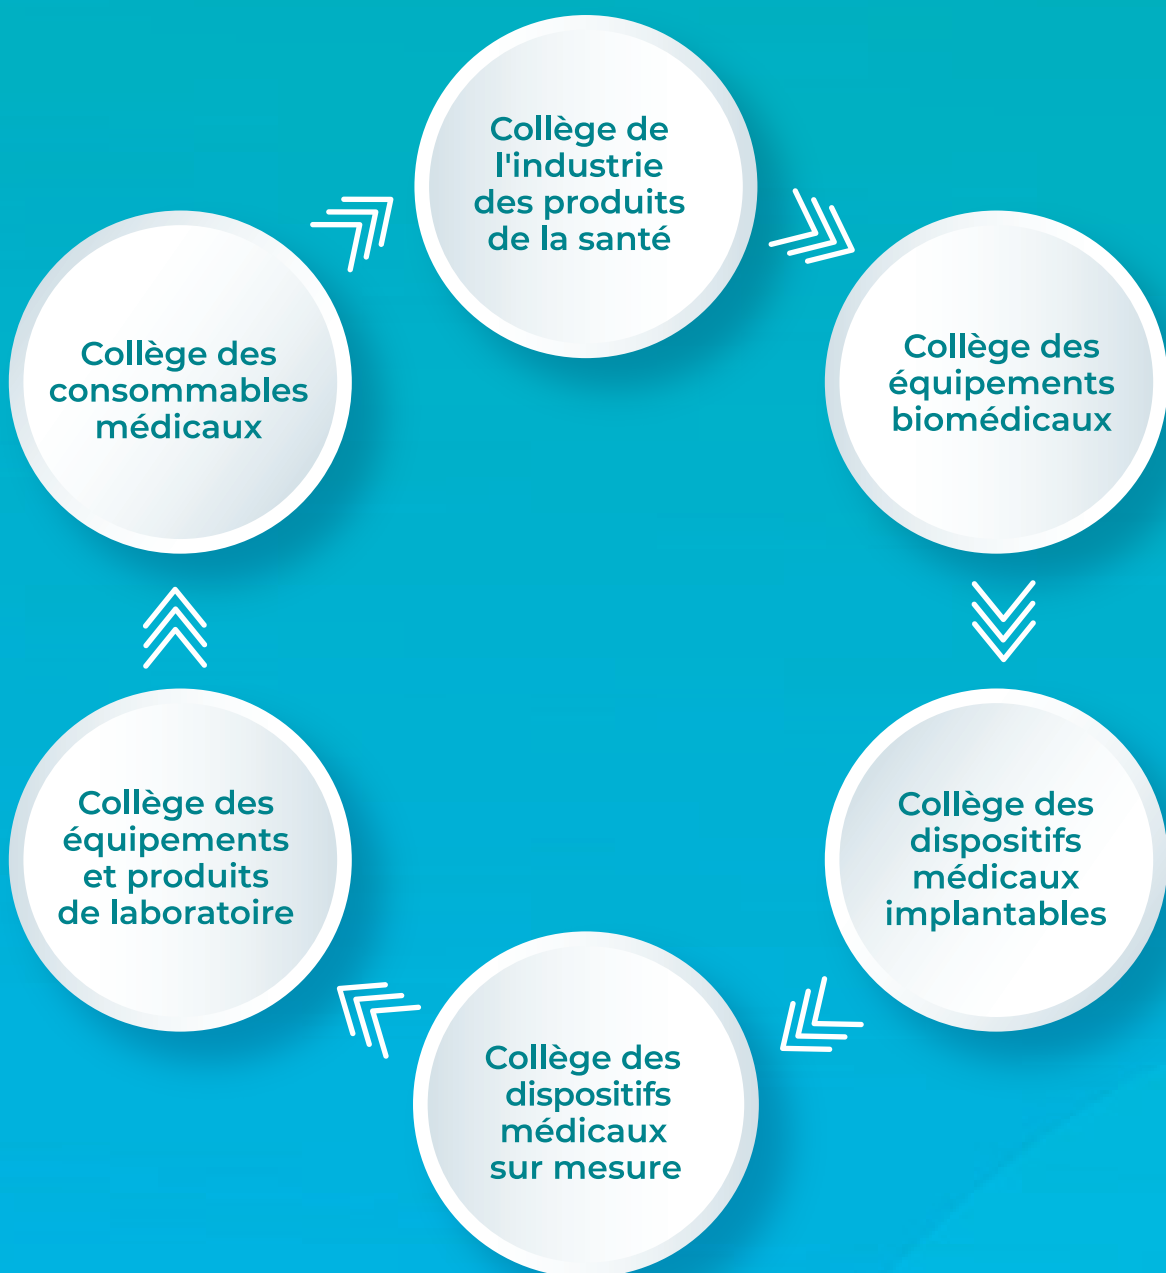 Collège de
l'industrie
des produits
de la santé
Collège des
équipements
biomédicaux
Collège des
dispositifs
médicaux
implantables
Collège des
dispositifs
médicaux
sur mesure
Collège des
équipements
et produits
de laboratoire
Collège des
consommables
médicaux